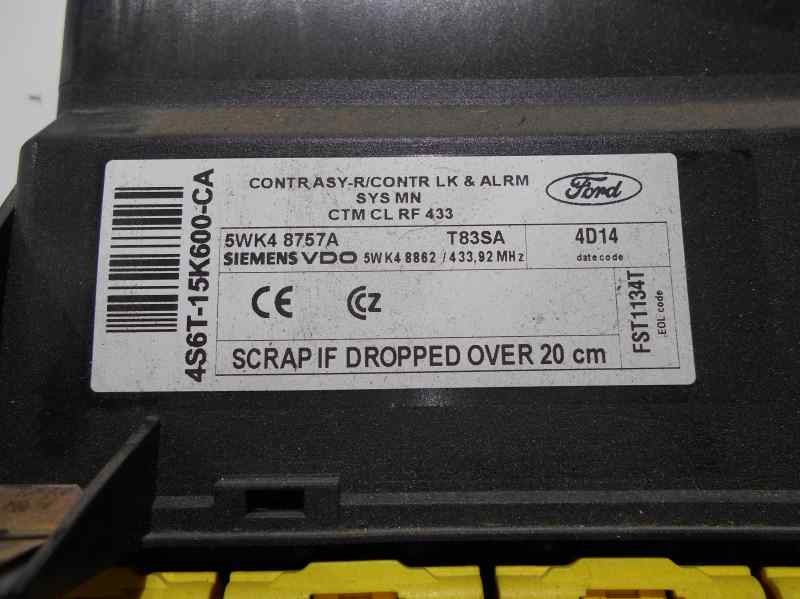 4S6T-15K600-CA
CONTR ASY-R/CONTR LK & ALRM
SYS MN
CTM CL RF 433
Ford
5WK4 8757A T83SA
SIEMENS VDO 5WK4 8862 / 433,92 MHz
4D14
date code
CE CZ
FST1134T
EOL code
SCRAP IF DROPPED OVER 20 cm